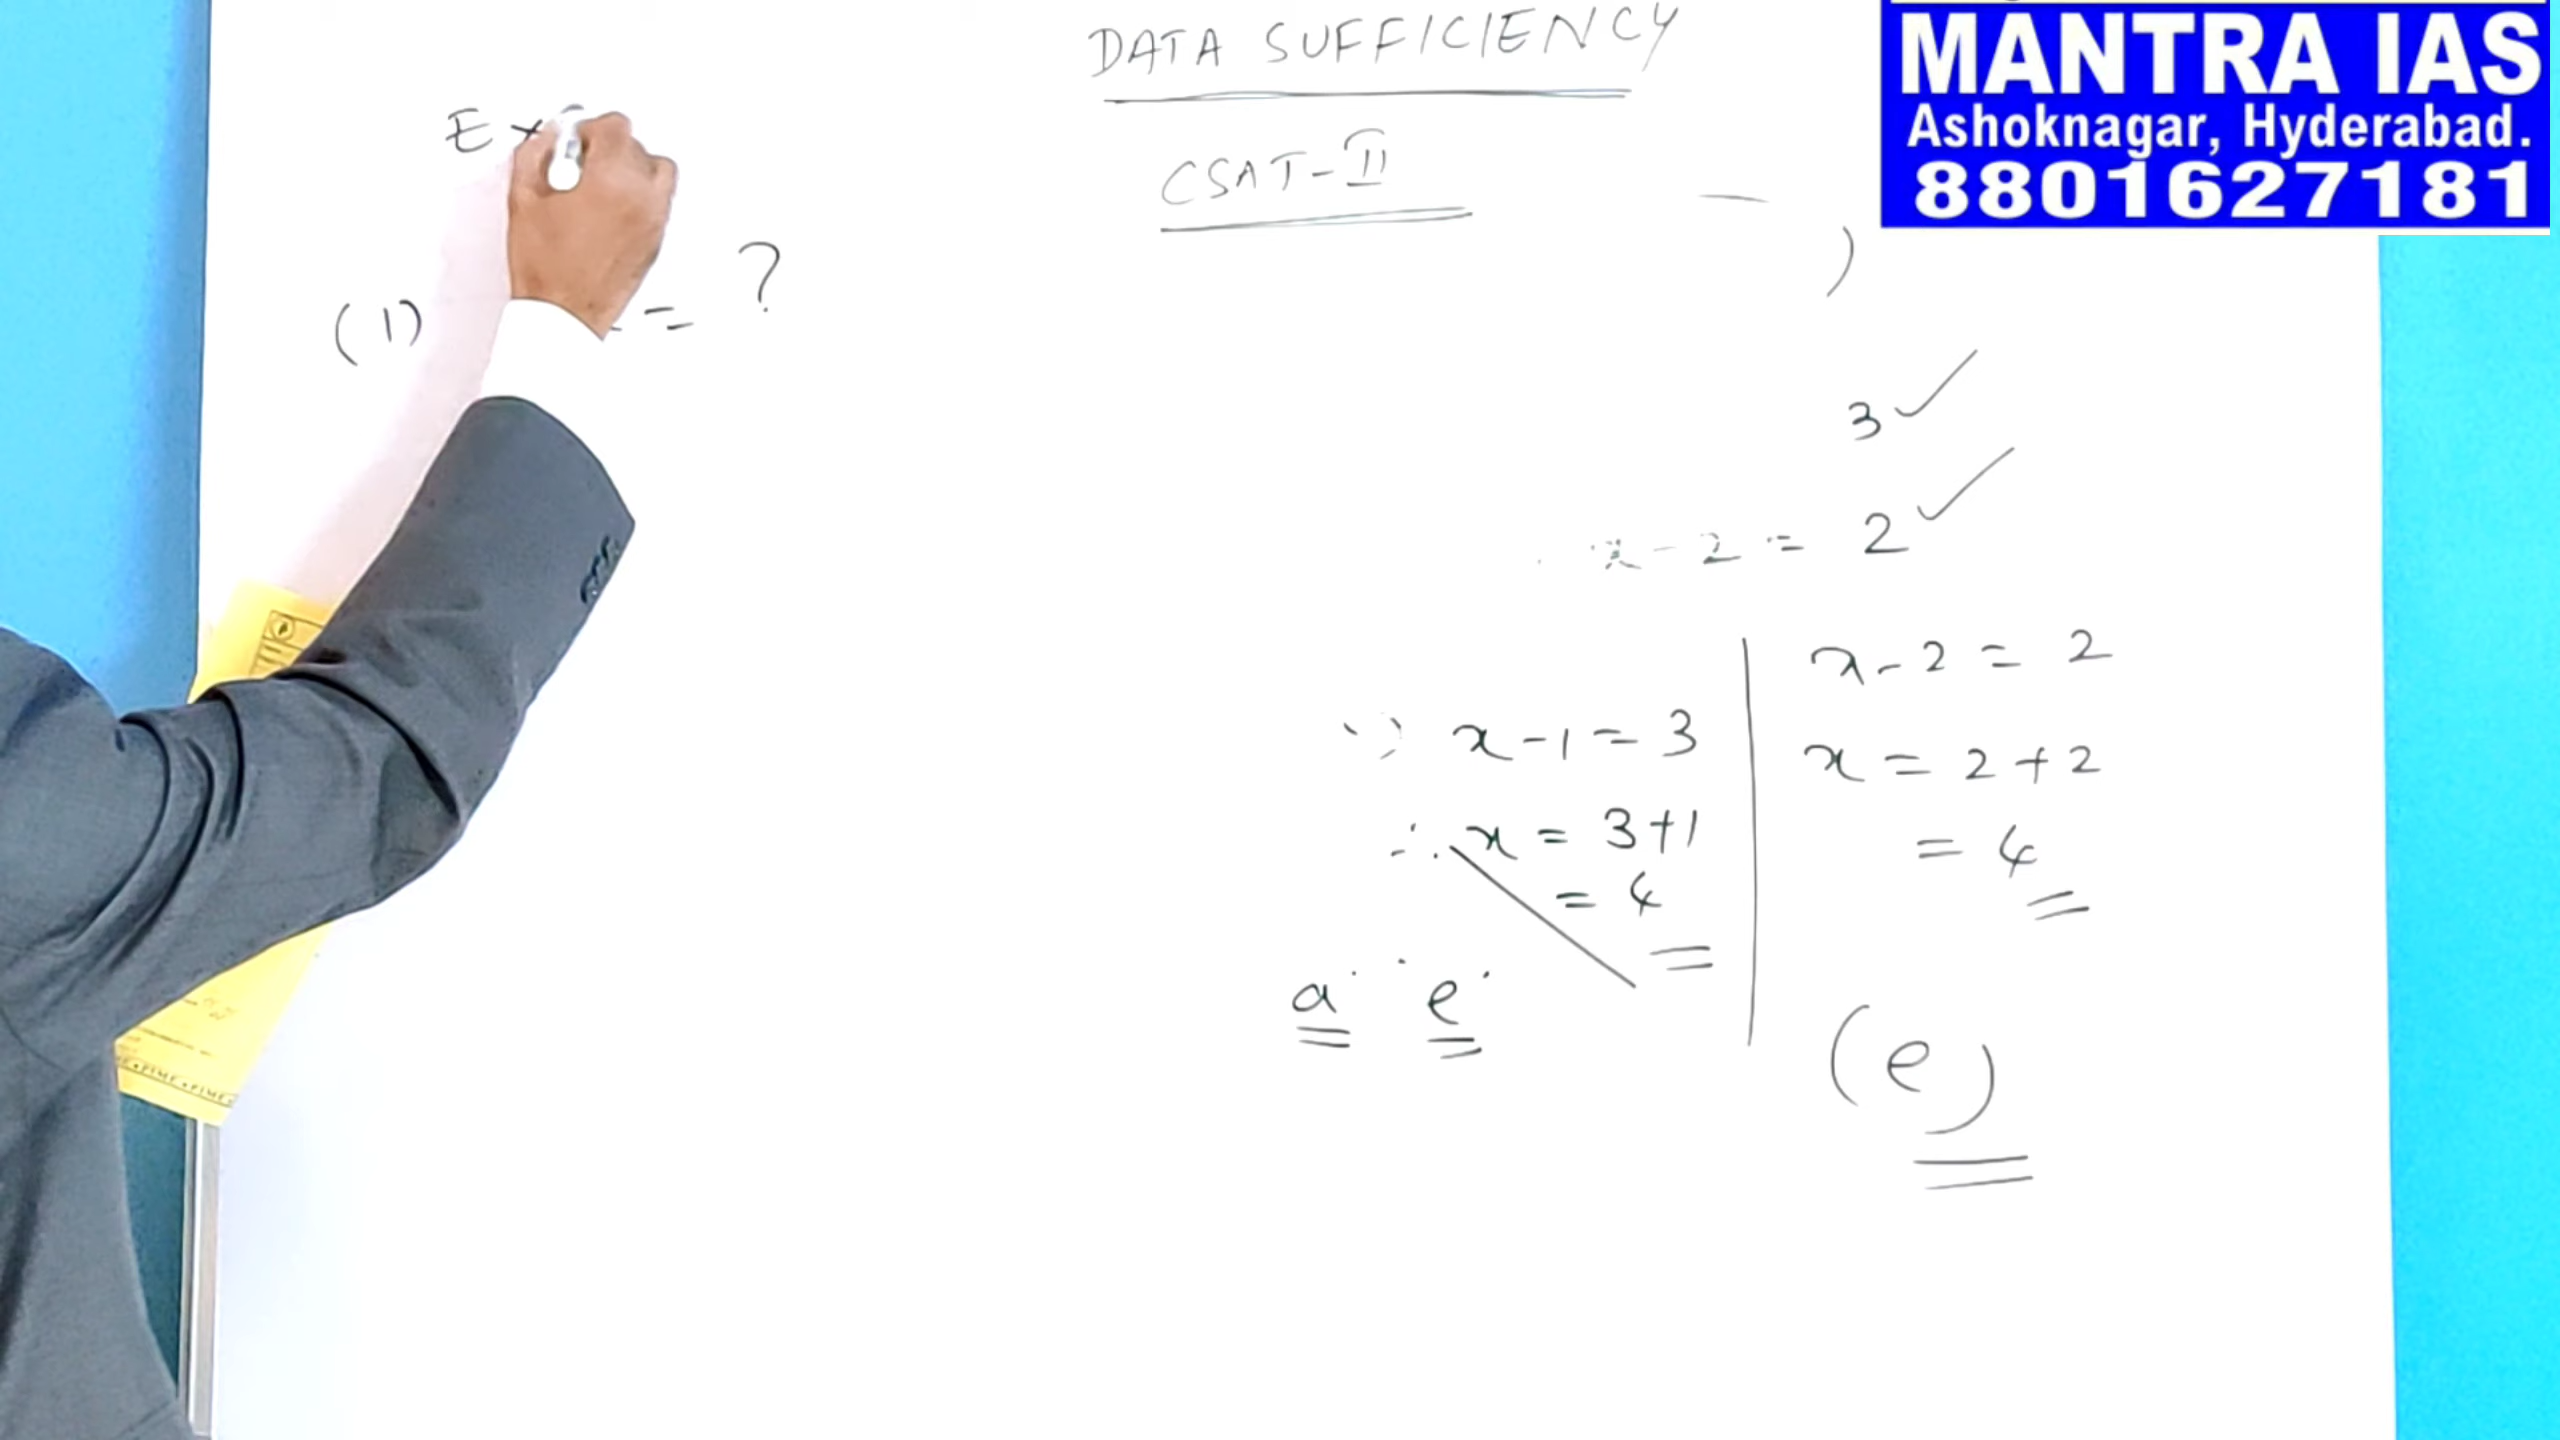 DATA SUFFICIENCY
CSAT-II
MANTRA IAS
Ashoknagar, Hyderabad.
8801627181
Ex
(1) = ?
3 ✓
x-2 = 2 ✓
x-1 = 3
∴ x = 3+1
= 4
a e
x-2 = 2
x = 2+2
= 4
(e)